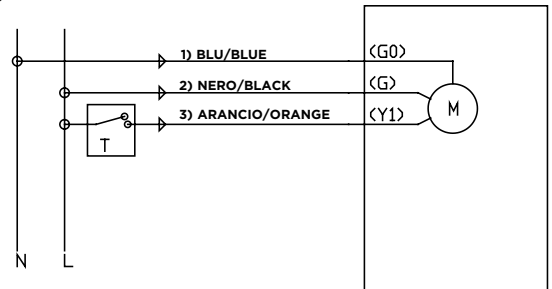 1) BLU/BLUE (G0)
2) NERO/BLACK (G)
3) ARANCIO/ORANGE (Y1)
M
T
N L